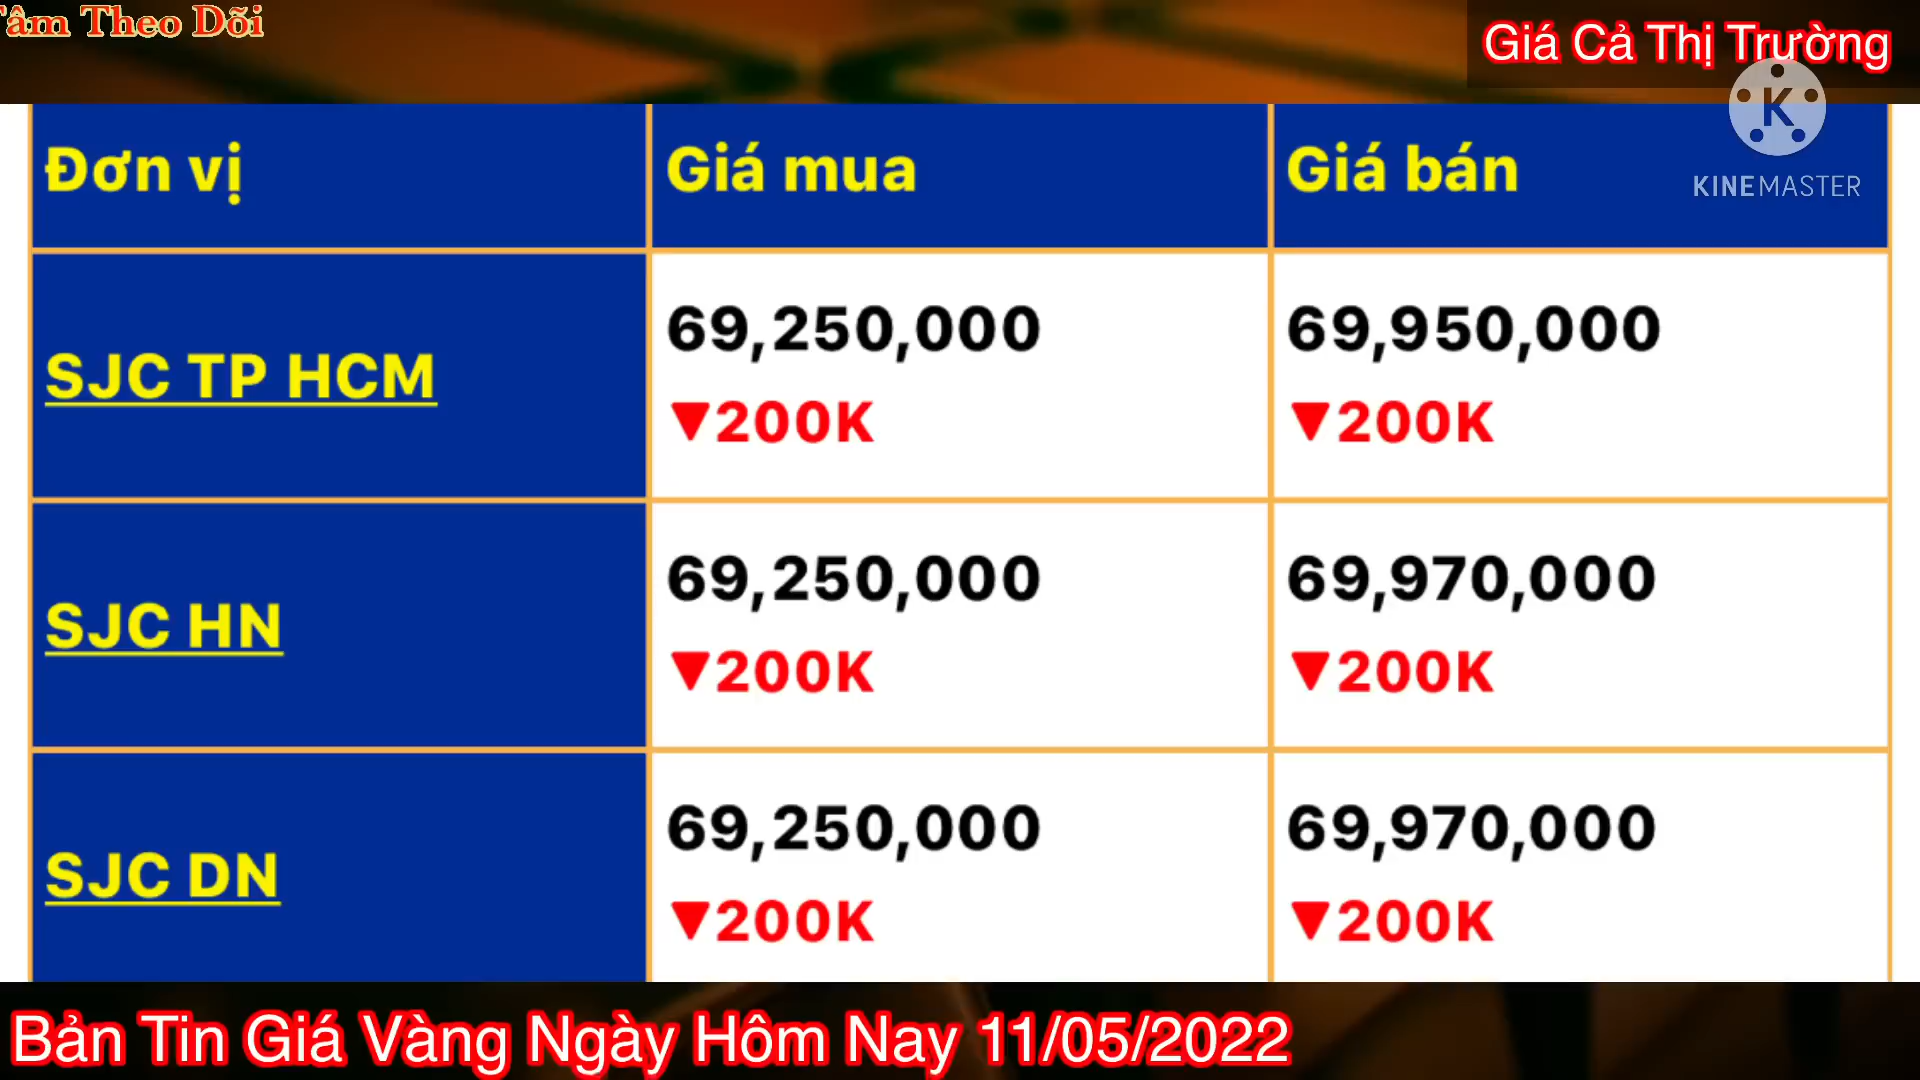 Tâm Theo Dõi
Giá Cả Thị Trường
K
KINEMASTER
Đơn vị
Giá mua
Giá bán
SJC TP HCM
69,250,000
▼200K
69,950,000
▼200K
SJC HN
69,250,000
▼200K
69,970,000
▼200K
SJC DN
69,250,000
▼200K
69,970,000
▼200K
Bản Tin Giá Vàng Ngày Hôm Nay 11/05/2022